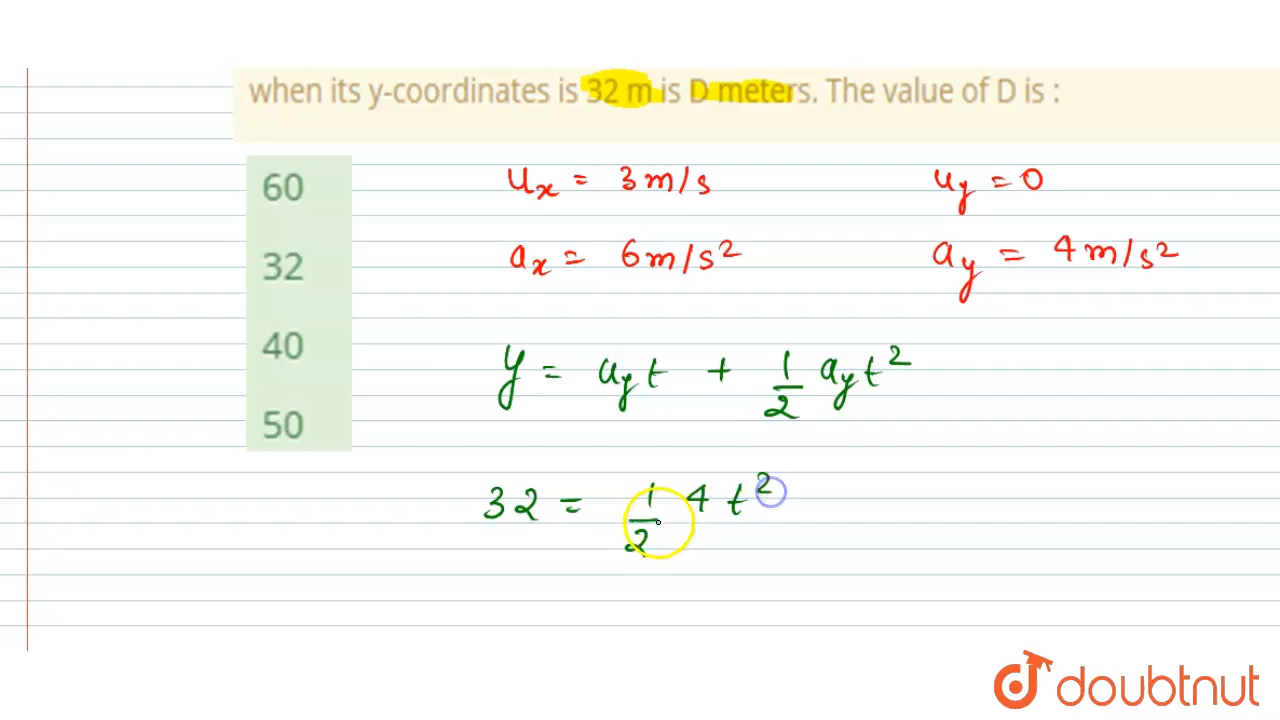 when its y-coordinates is 32 m is D meters. The value of D is :
60
32
40
50
ux = 3 m/s
uy = 0
ax = 6 m/s²
ay = 4 m/s²
y = uyt + 1/2 ayt²
32 = 1/2 4 t²
doubtnut